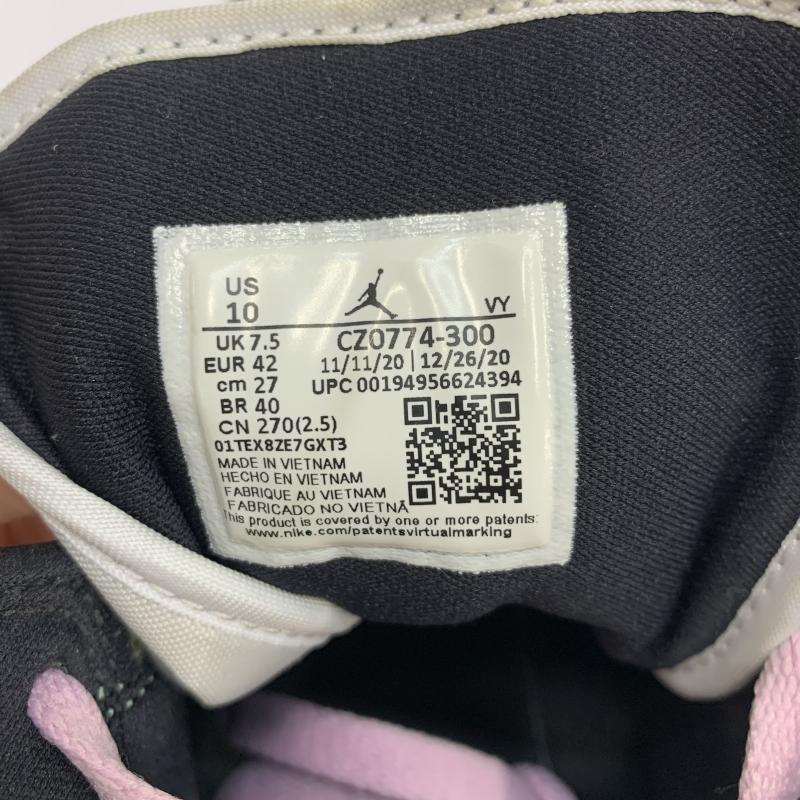 US
10
VY
UK 7.5
CZ0774-300
EUR 42
11/11/20 | 12/26/20
cm 27
UPC 00194956624394
BR 40
CN 270(2.5)
01TEX8ZE7GXT3
MADE IN VIETNAM
HECHO EN VIETNAM
FABRIQUE AU VIETNAM
FABRICADO NO VIETNÃ
This product is covered by one or more patents:
www.nike.com/patentsvirtualmarking